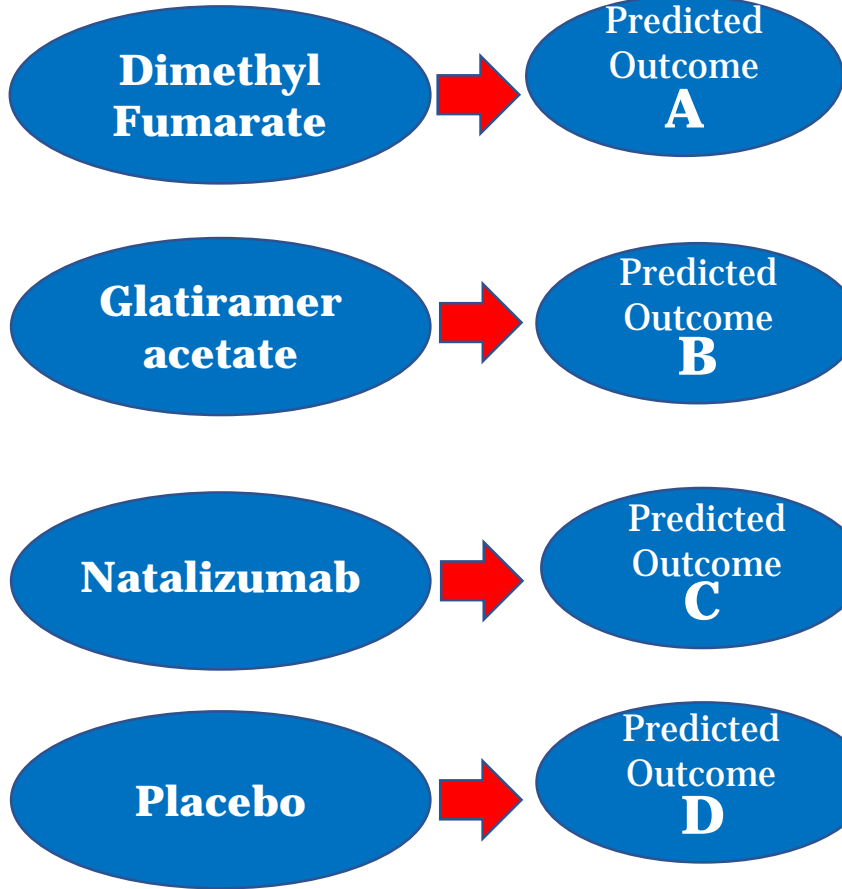 Dimethyl
Fumarate
Predicted
Outcome
A
Glatiramer
acetate
Predicted
Outcome
B
Natalizumab
Predicted
Outcome
C
Placebo
Predicted
Outcome
D